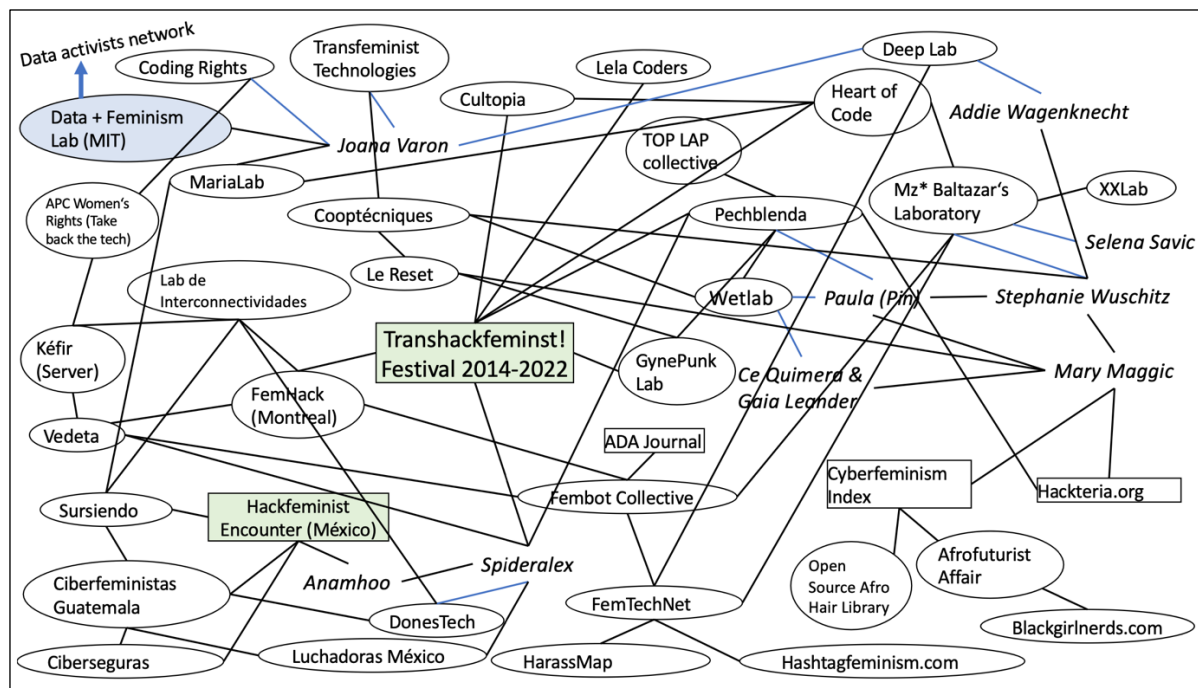 Data activists network
Coding Rights
Transfeminist
Technologies
Lela Coders
Deep Lab
Cultopia
Heart of
Code
Addie Wagenknecht
Data + Feminism
Lab (MIT)
Joana Varon
TOP LAP
collective
MariaLab
Mz* Baltazar‘s
Laboratory
XXLab
APC Women‘s
Rights (Take
back the tech)
Cooptécniques
Pechblenda
Selena Savic
Lab de
Interconnectividades
Le Reset
Wetlab
Paula (Pin)
Stephanie Wuschitz
Transhackfeminst!
Festival 2014-2022
Kéfir
(Server)
GynePunk
Lab
Ce Quimera &
Gaia Leander
Mary Maggic
FemHack
(Montreal)
Vedeta
ADA Journal
Cyberfeminism
Index
Hackteria.org
Sursiendo
Hackfeminist
Encounter (México)
Fembot Collective
Anamhoo
Spideralex
Open
Source Afro
Hair Library
Afrofuturist
Affair
Ciberfeministas
Guatemala
DonesTech
FemTechNet
Blackgirlnerds.com
Ciberseguras
Luchadoras México
HarassMap
Hashtagfeminism.com